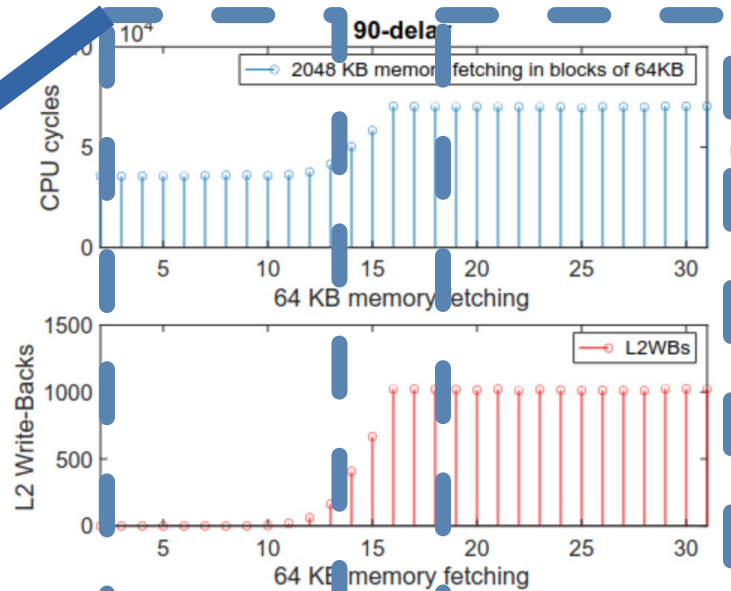 10⁴
90-delay
2048 KB memory fetching in blocks of 64KB
CPU cycles
5
0
5 10 15 20 25 30
64 KB memory fetching
1500
1000
500
0
L2WBs
L2 Write-Backs
5 10 15 20 25 30
64 KB memory fetching